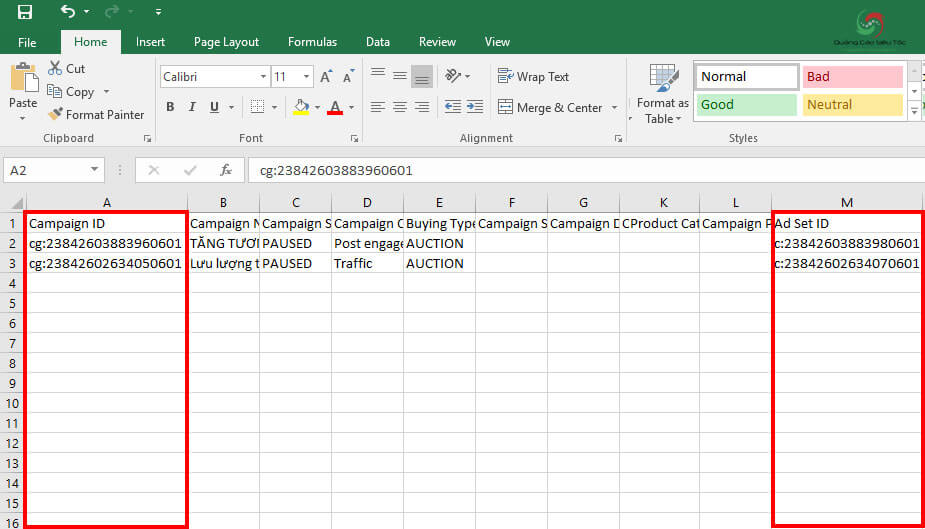 Quảng Cáo Siêu Tốc
File Home Insert Page Layout Formulas Data Review View
Paste
Cut
Copy
Format Painter
Clipboard
Calibri 11
B I U
Font
Wrap Text
Merge & Center
Alignment
Format as Table
Normal Bad
Good Neutral
Styles
A2 fx cg:23842603883960601
A B C D E F G K L M
1 Campaign ID Campaign N Campaign S Campaign C Buying Type Campaign S Campaign D CProduct Cat Campaign P Ad Set ID
2 cg:23842603883960601 TĂNG TƯƠN PAUSED Post engage AUCTION c:23842603883980601
3 cg:23842602634050601 Lưu lượng t PAUSED Traffic AUCTION c:23842602634070601
4
5
6
7
8
9
10
11
12
13
14
15
16